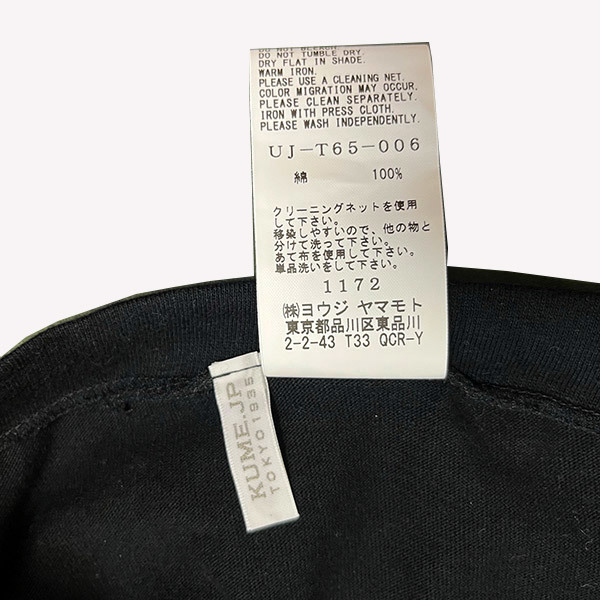 DO NOT BLEACH.
DO NOT TUMBLE DRY.
DRY FLAT IN SHADE.
WARM IRON.
PLEASE USE A CLEANING NET.
COLOR MIGRATION MAY OCCUR.
PLEASE CLEAN SEPARATELY.
IRON WITH PRESS CLOTH.
PLEASE WASH INDEPENDENTLY.
UJ-T65-006
綿 100%
クリーニングネットを使用
して下さい。
移染しやすいので、他の物と
分けて洗って下さい。
あて布を使用して下さい。
単品洗いをして下さい。
1172
㈱ヨウジ ヤマモト
東京都品川区東品川
2-2-43 T33 QCR-Y
KUME.JP
TOKYO 1935